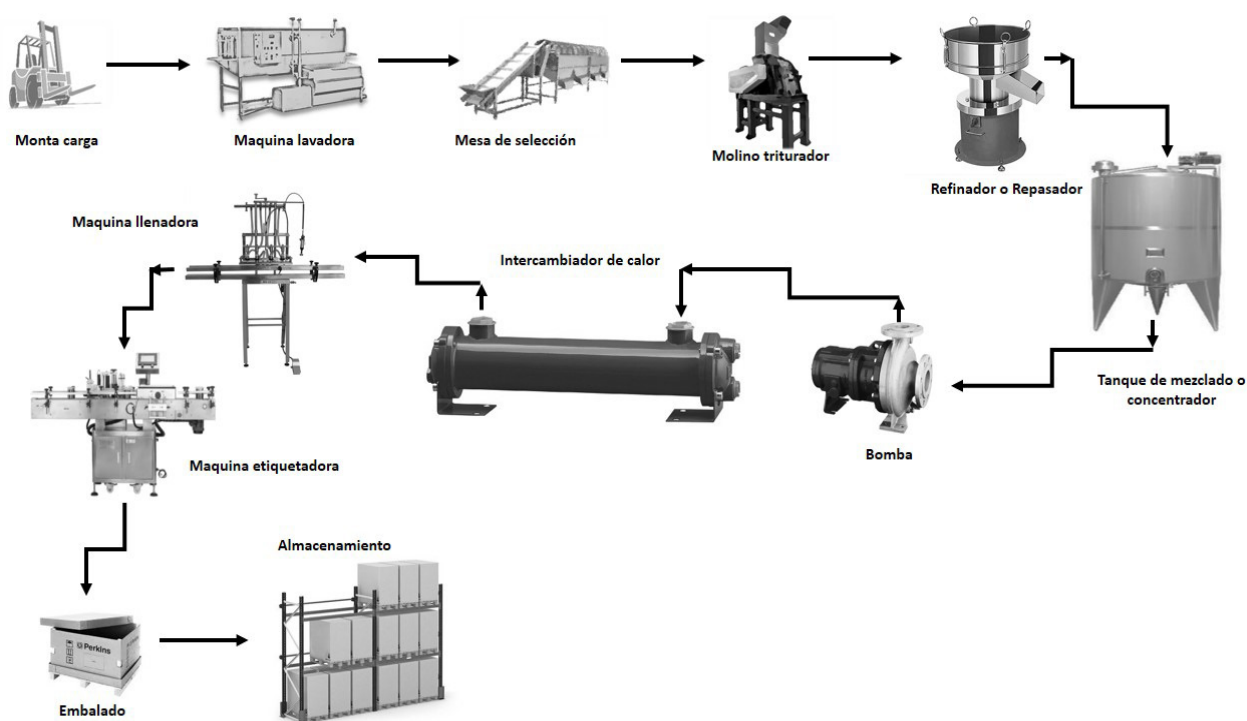 Monta carga
Maquina lavadora
Mesa de selección
Molino triturador
Refinador o Repasador
Maquina llenadora
Intercambiador de calor
Tanque de mezclado o
concentrador
Bomba
Maquina etiquetadora
Almacenamiento
Perkins
Embalado